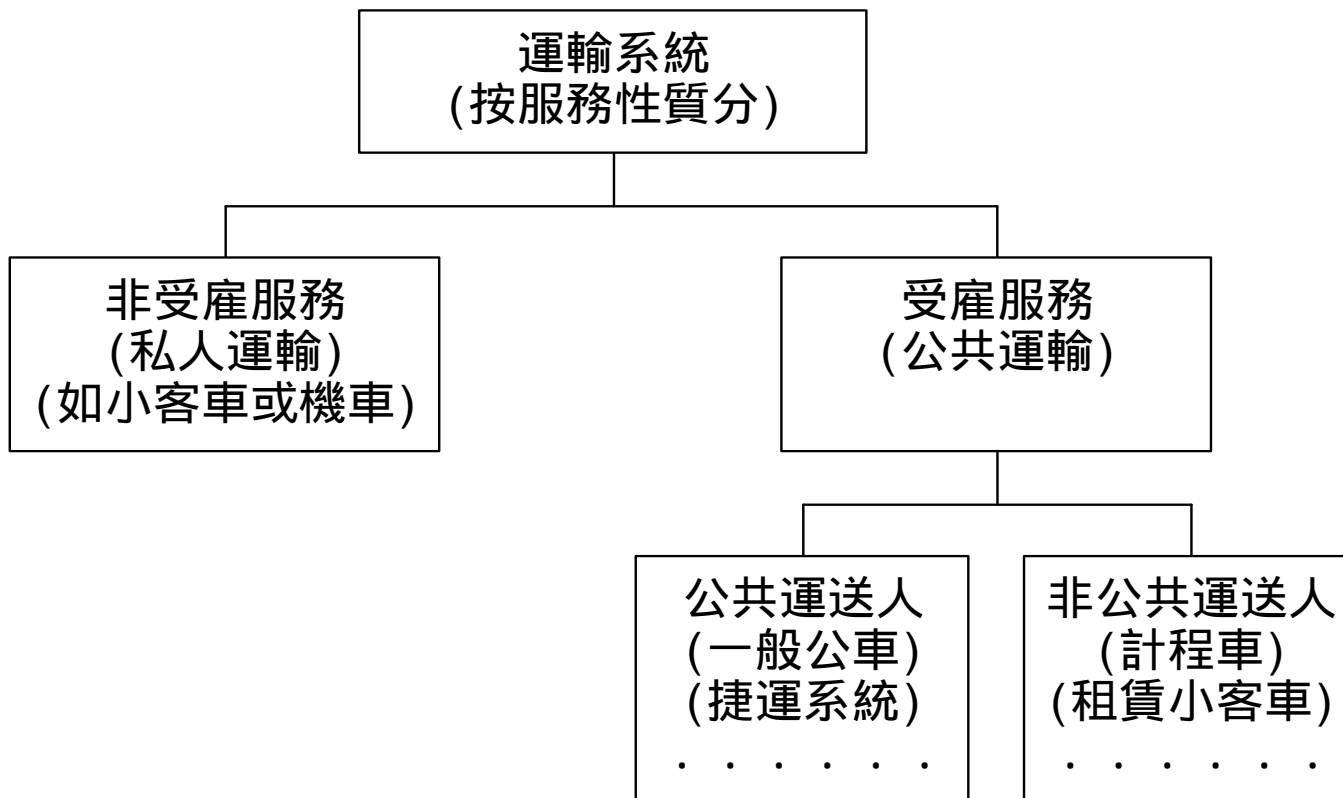 運輸系統
(按服務性質分)
非受雇服務
(私人運輸)
(如小客車或機車)
受雇服務
(公共運輸)
公共運送人
(一般公車)
(捷运系統)
. . . . . .
非公共運送人
(計程車)
(租賃小客車)
. . . . . .